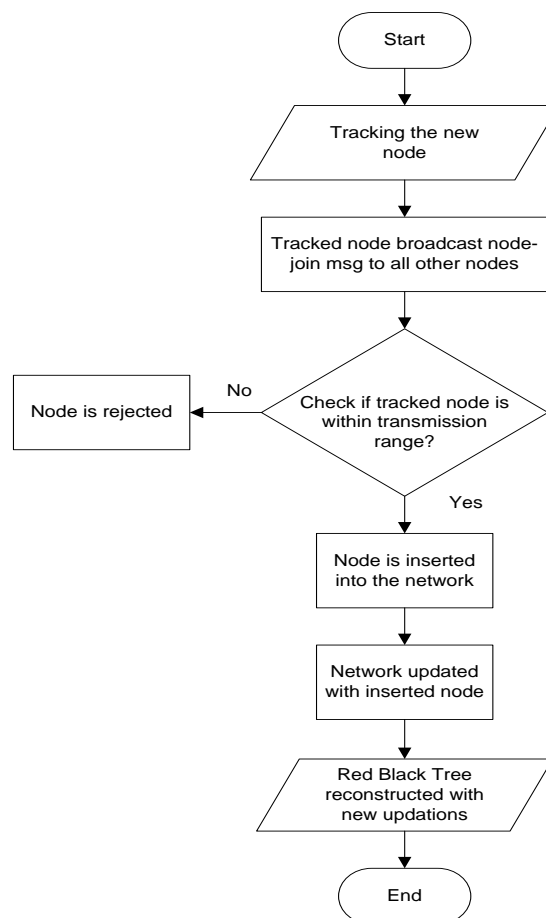 Start
Tracking the new
node
Tracked node broadcast node-
join msg to all other nodes
No
Node is rejected
Check if tracked node is
within transmission
range?
Yes
Node is inserted
into the network
Network updated
with inserted node
Red Black Tree
reconstructed with
new updations
End